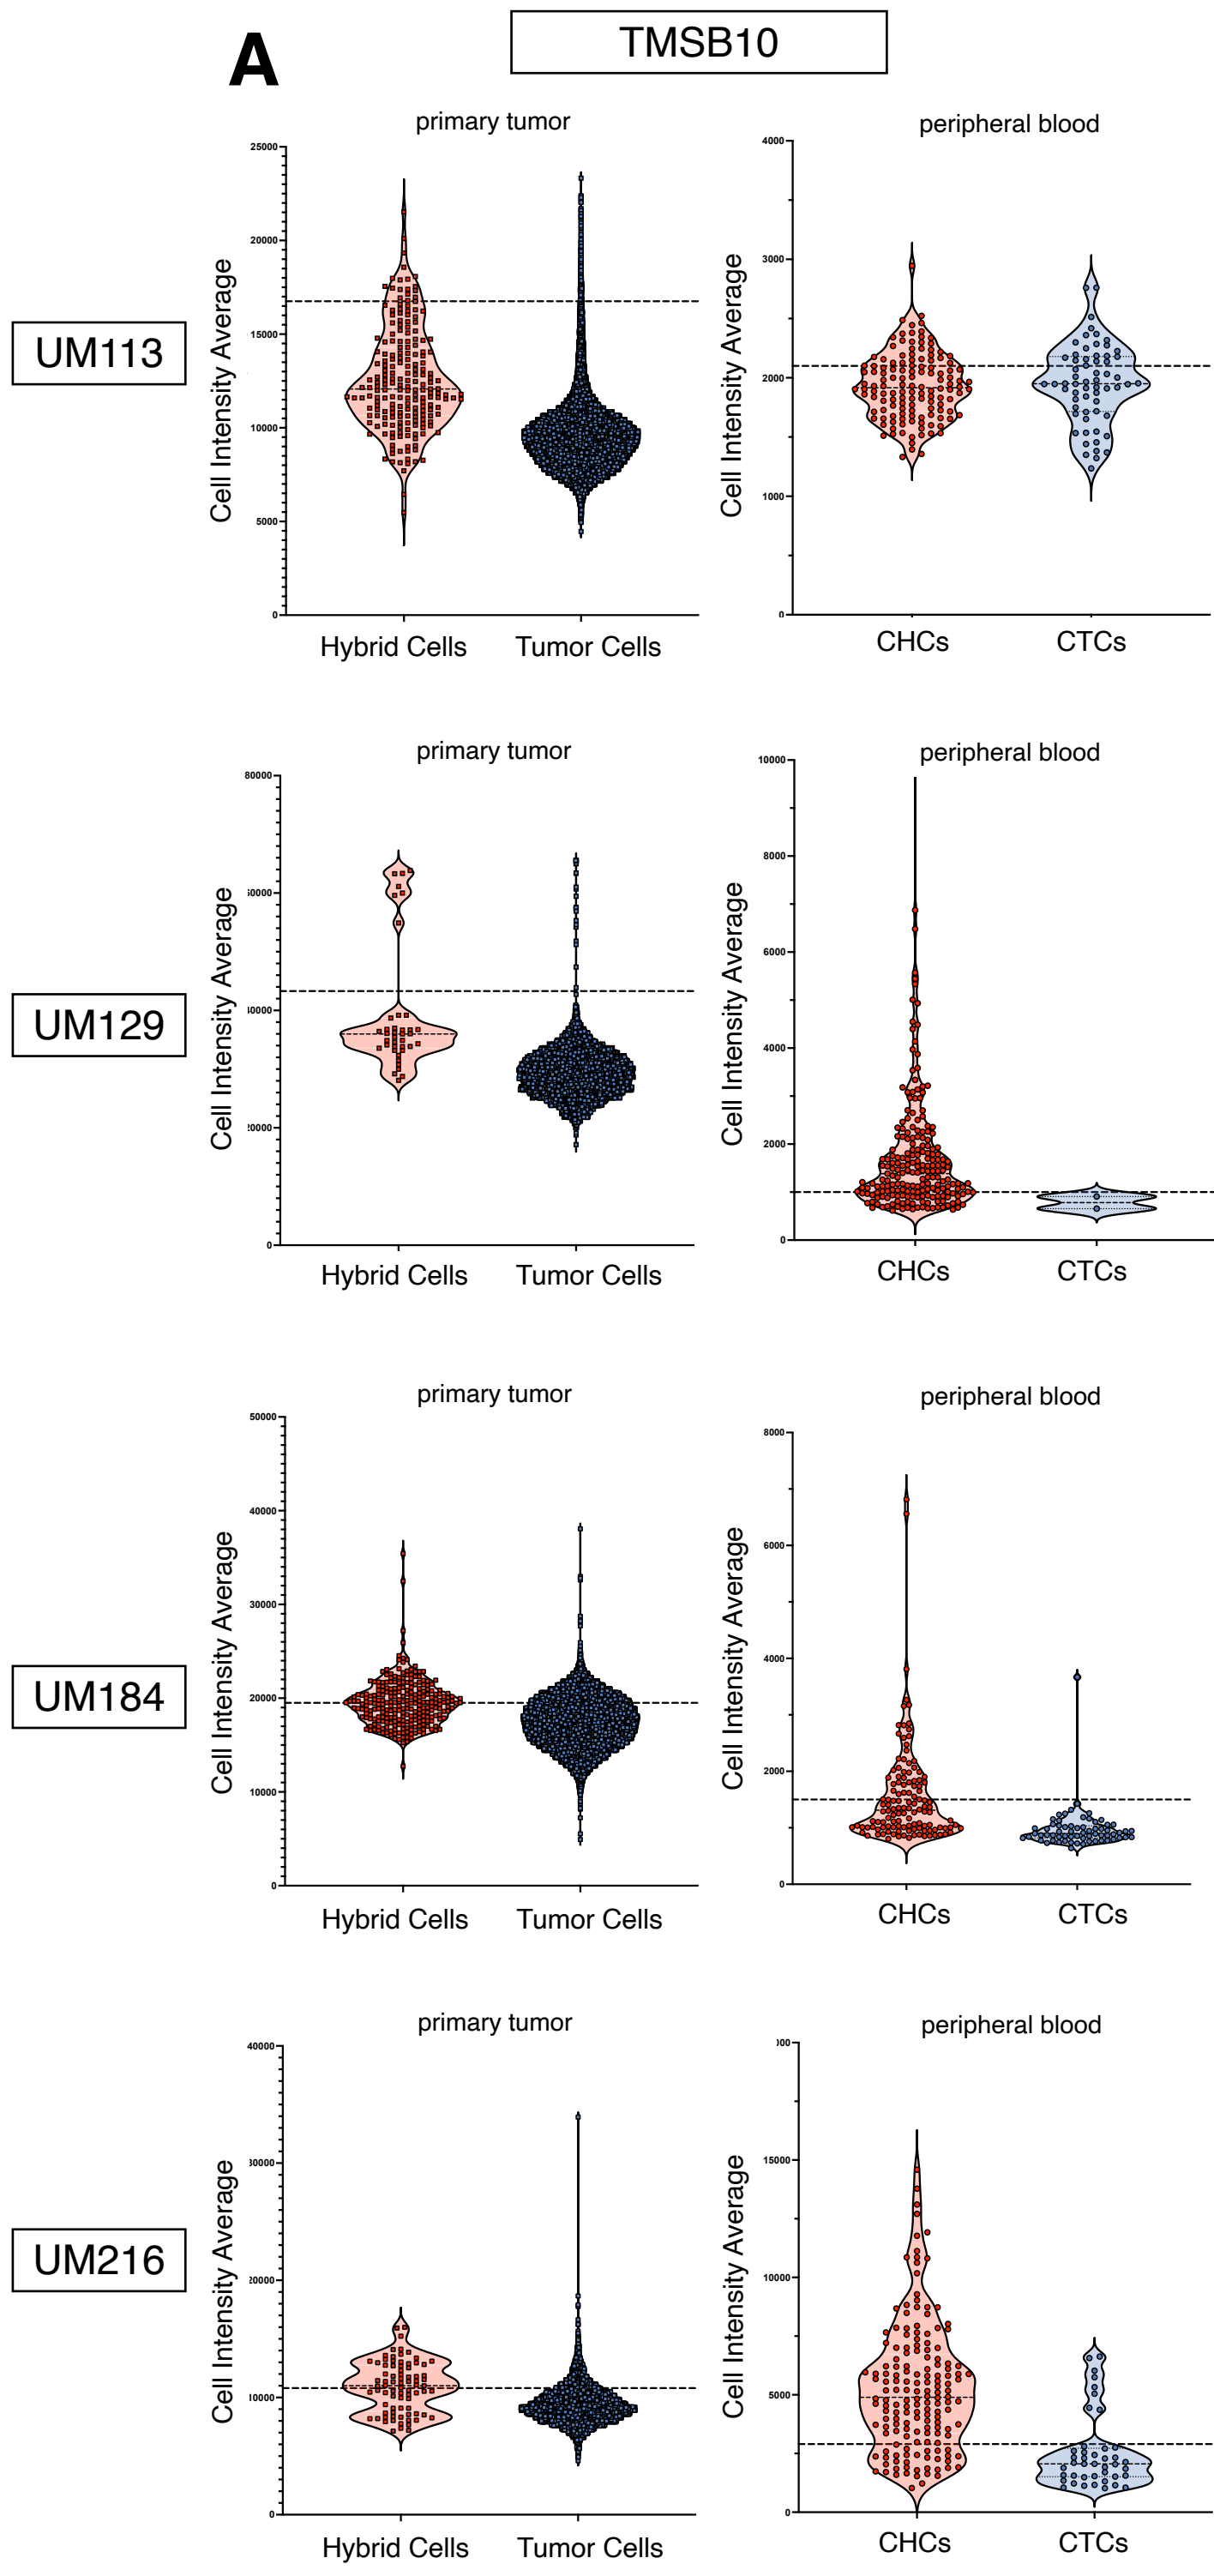 A
TMSB10
UM113
primary tumor
Cell Intensity Average
25000
20000
15000
10000
5000
0
Hybrid Cells Tumor Cells
peripheral blood
Cell Intensity Average
4000
3000
2000
1000
0
CHCs CTCs
UM129
primary tumor
Cell Intensity Average
80000
0
Hybrid Cells Tumor Cells
peripheral blood
Cell Intensity Average
10000
8000
6000
4000
2000
0
CHCs CTCs
UM184
primary tumor
Cell Intensity Average
50000
40000
30000
20000
10000
0
Hybrid Cells Tumor Cells
peripheral blood
Cell Intensity Average
8000
6000
4000
2000
0
CHCs CTCs
UM216
primary tumor
Cell Intensity Average
40000
10000
0
Hybrid Cells Tumor Cells
peripheral blood
Cell Intensity Average
15000
10000
5000
0
CHCs CTCs